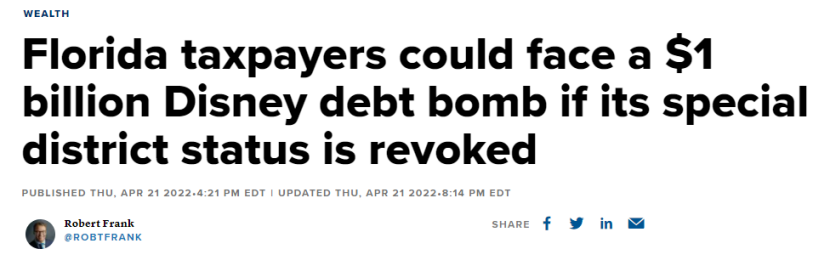 WEALTH
Florida taxpayers could face a $1
billion Disney debt bomb if its special
district status is revoked
PUBLISHED THU, APR 21 2022•4:21 PM EDT | UPDATED THU, APR 21 2022•8:14 PM EDT
Robert Frank
@ROBTFRANK
SHARE